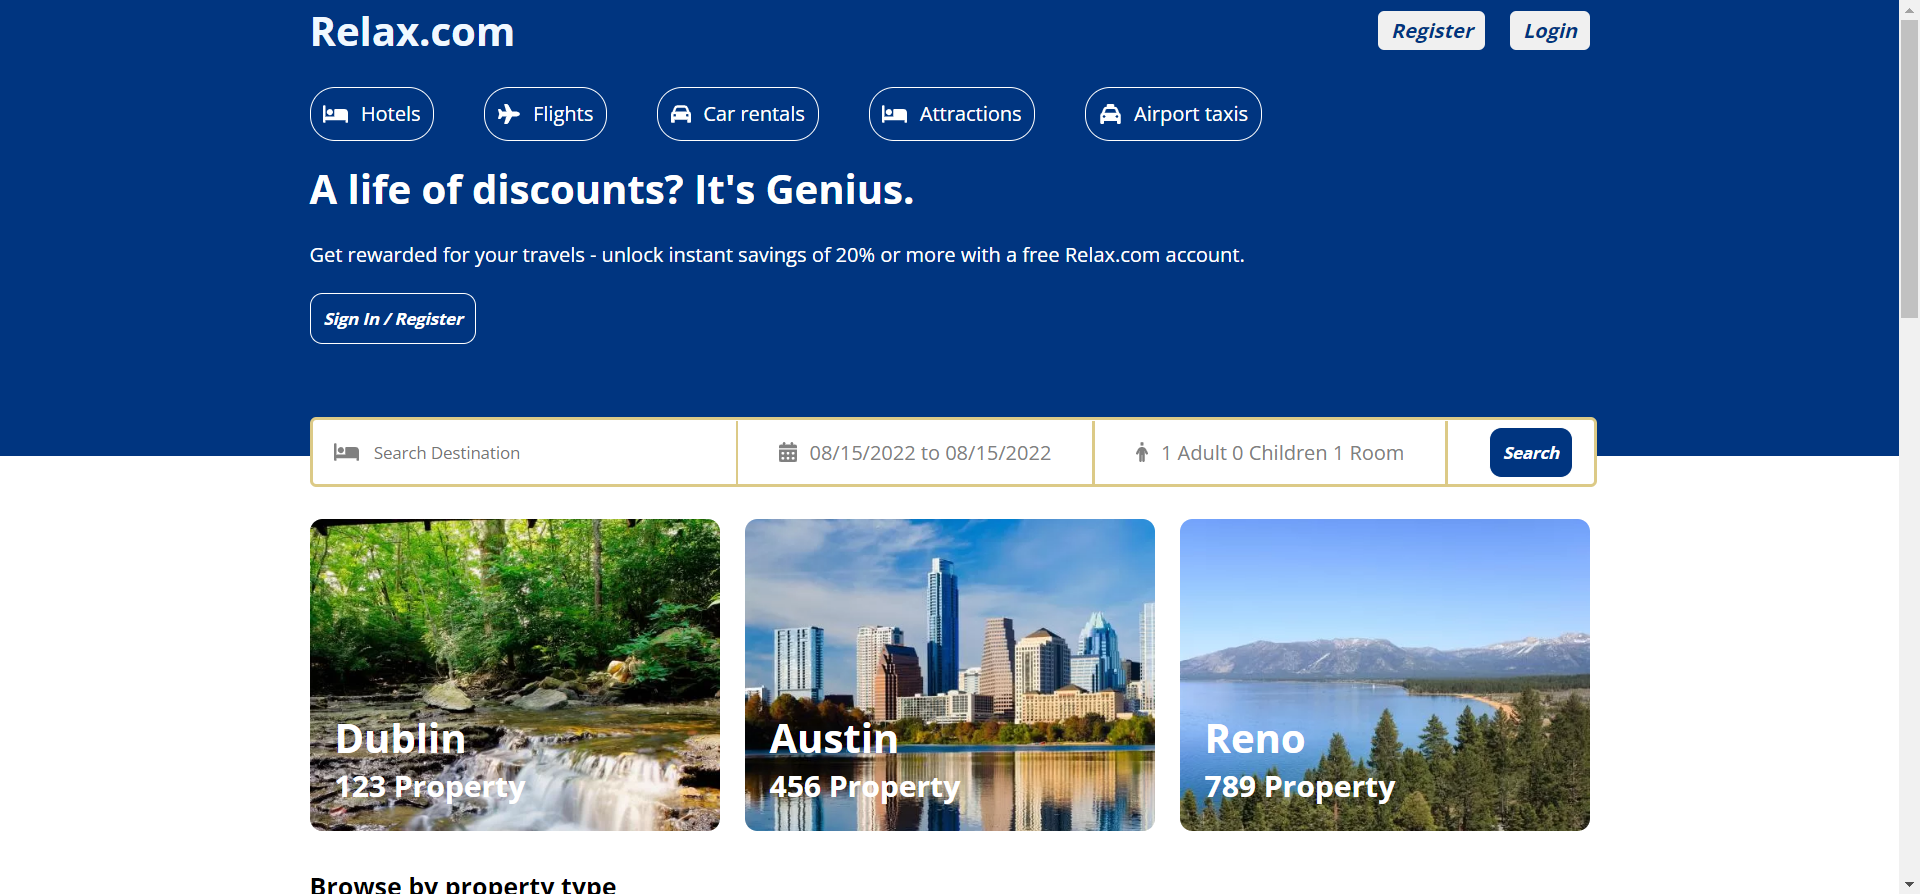 Relax.com
Register
Login
Hotels
Flights
Car rentals
Attractions
Airport taxis
A life of discounts? It's Genius.
Get rewarded for your travels - unlock instant savings of 20% or more with a free Relax.com account.
Sign In / Register
Search Destination
08/15/2022 to 08/15/2022
1 Adult 0 Children 1 Room
Search
Dublin
123 Property
Austin
456 Property
Reno
789 Property
Browse by property type